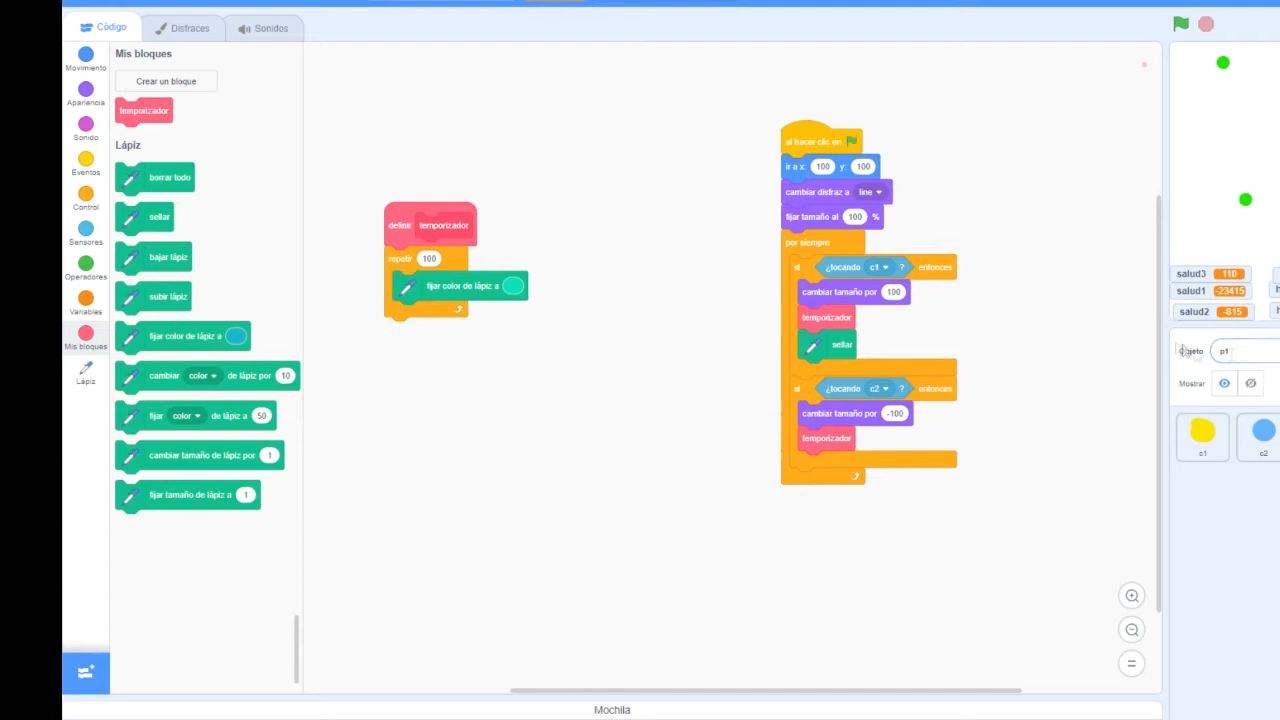 Código
Disfraces
Sonidos
Movimiento
Apariencia
Sonido
Eventos
Control
Sensores
Operadores
Variables
Mis bloques
Lápiz
Mis bloques
Crear un bloque
temporizador
Lápiz
borrar todo
sellar
bajar lápiz
subir lápiz
fijar color de lápiz a
cambiar color de lápiz por 10
fijar color de lápiz a 50
cambiar tamaño de lápiz por 1
fijar tamaño de lápiz a 1
definir temporizador
repetir 100
fijar color de lápiz a
al hacer clic en
ir a x: 100 y: 100
cambiar disfraz a line
fijar tamaño al 100 %
por siempre
si ¿tocando c1 ? entonces
cambiar tamaño por 100
temporizador
sellar
si ¿tocando c2 ? entonces
cambiar tamaño por -100
temporizador
salud3 110
salud1 -23415
salud2 -815
p1
Mostrar
c1
c2
Mochila